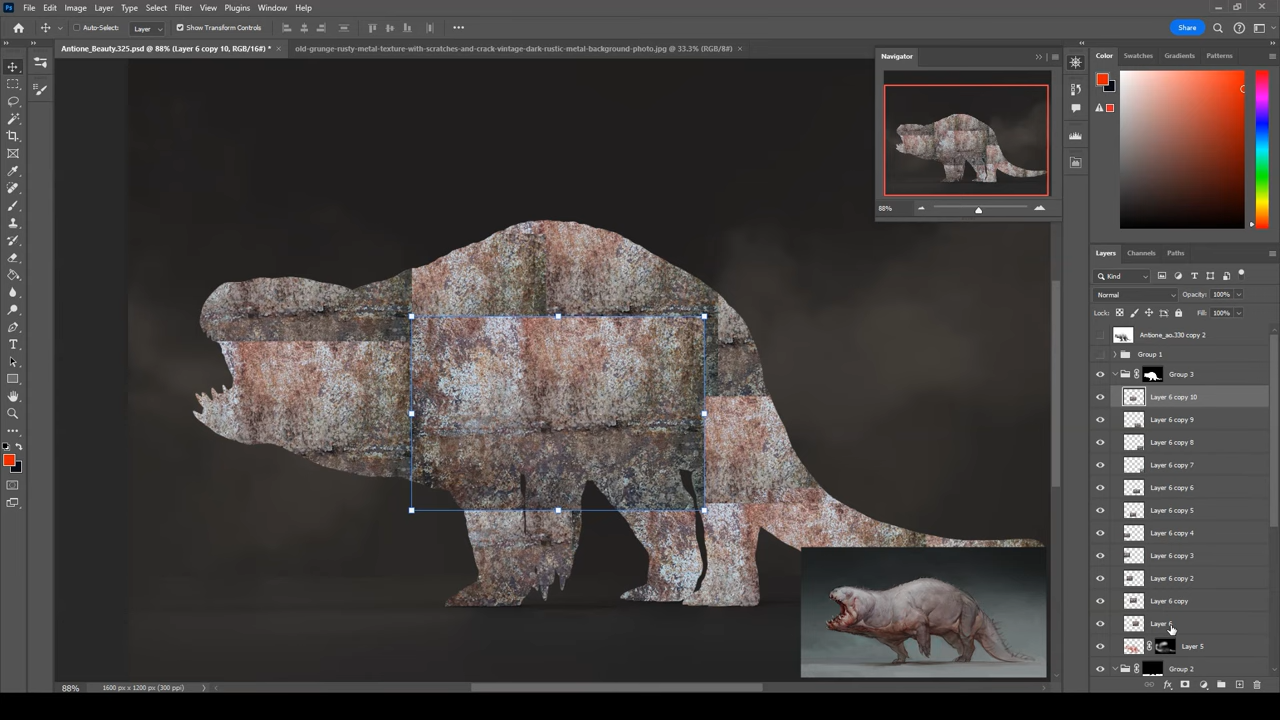 Ps File Edit Image Layer Type Select Filter View Plugins Window Help
Auto-Select: Layer Show Transform Controls Share
Antione_Beauty.325.psd @ 88% (Layer 6 copy 10, RGB/16#) * × old-grunge-rusty-metal-texture-with-scratches-and-crack-vintage-dark-rustic-metal-background-photo.jpg @ 33.3% (RGB/8#) ×
Navigator
88%
Color Swatches Gradients Patterns
Layers Channels Paths
Kind
Normal Opacity: 100%
Lock: Fill: 100%
Antione_ao.330 copy 2
Group 1
Group 3
Layer 6 copy 10
Layer 6 copy 9
Layer 6 copy 8
Layer 6 copy 7
Layer 6 copy 6
Layer 6 copy 5
Layer 6 copy 4
Layer 6 copy 3
Layer 6 copy 2
Layer 6 copy
Layer 6
Layer 5
Group 2
88% 1600 px x 1200 px (300 ppi)